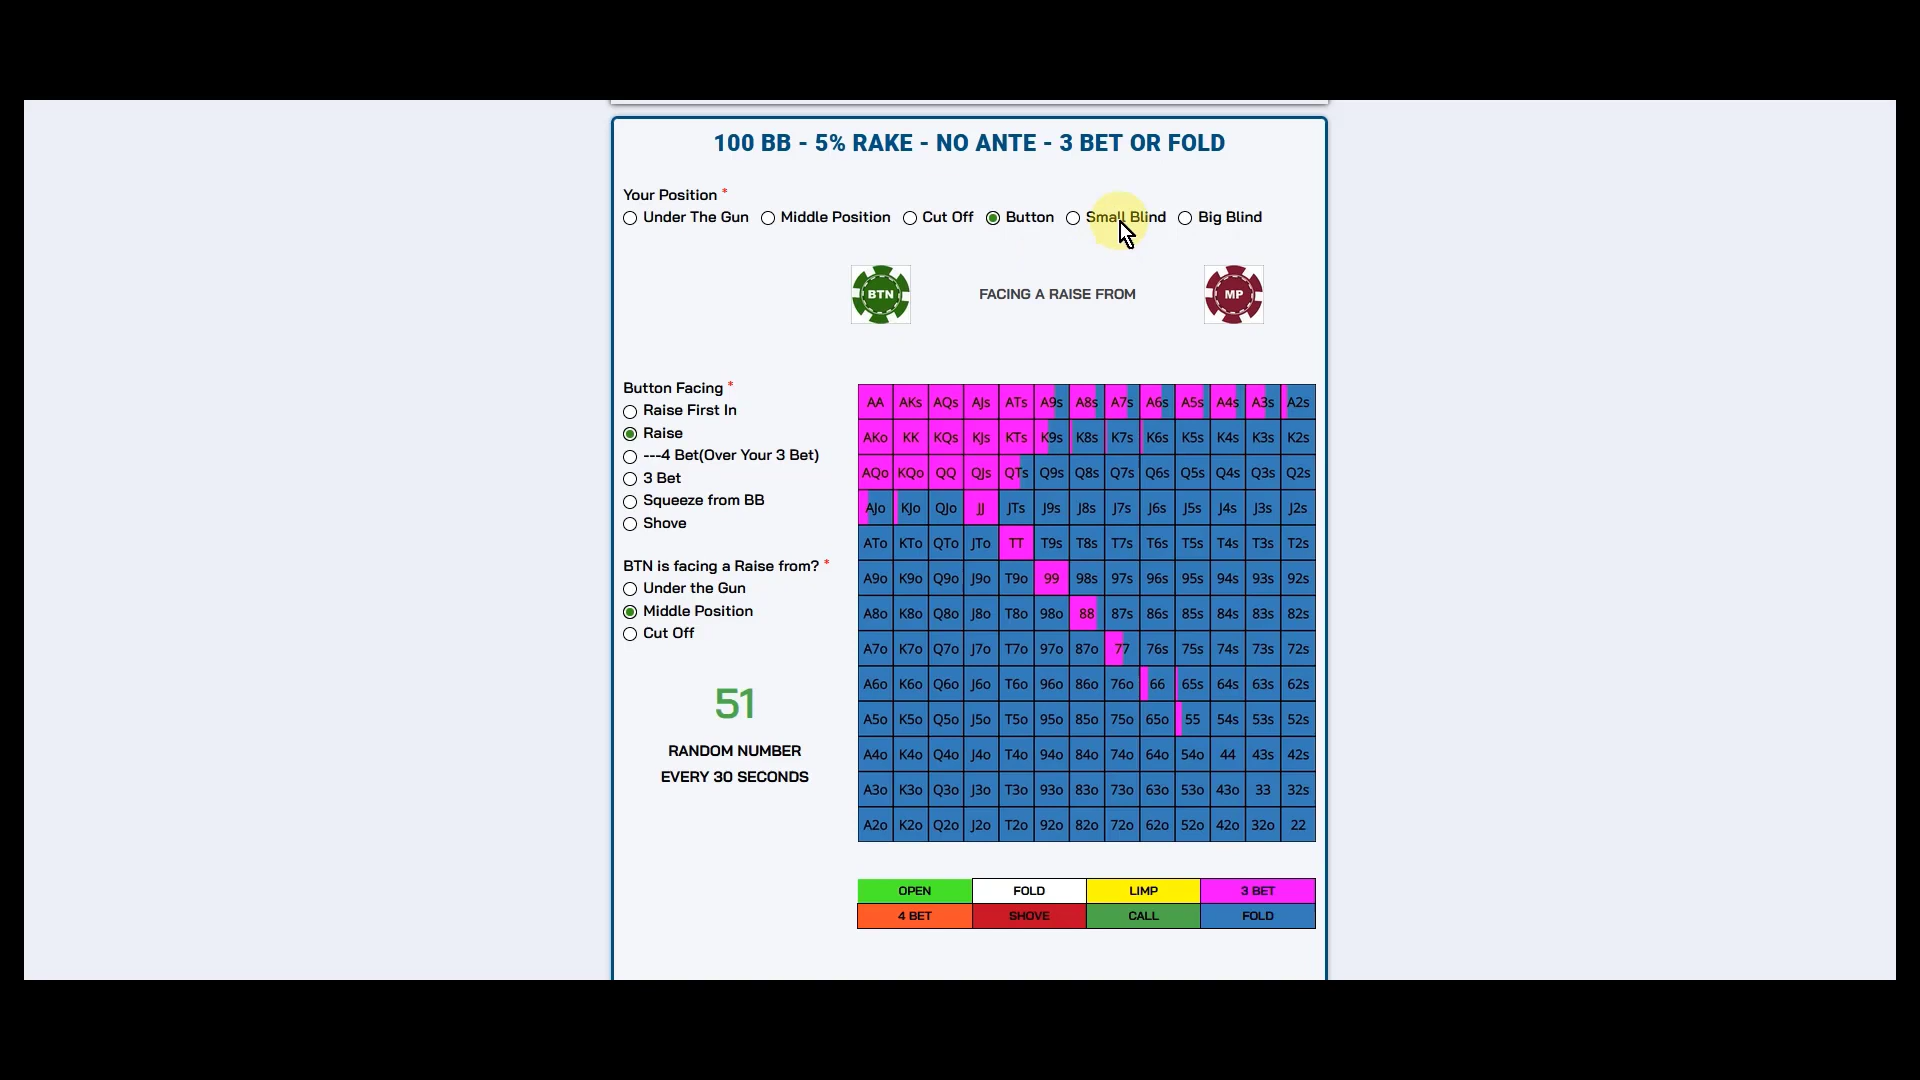 100 BB - 5% RAKE - NO ANTE - 3 BET OR FOLD
Your Position *
Under The Gun Middle Position Cut Off Button Small Blind Big Blind
BTN FACING A RAISE FROM MP
Button Facing *
Raise First In
Raise
---4 Bet(Over Your 3 Bet)
3 Bet
Squeeze from BB
Shove
BTN is facing a Raise from? *
Under the Gun
Middle Position
Cut Off
51
RANDOM NUMBER
EVERY 30 SECONDS
AA AKs AQs AJs ATs A9s A8s A7s A6s A5s A4s A3s A2s
AKo KK KQs KJs KTs K9s K8s K7s K6s K5s K4s K3s K2s
AQo KQo QQ QJs QTs Q9s Q8s Q7s Q6s Q5s Q4s Q3s Q2s
AJo KJo QJo JJ JTs J9s J8s J7s J6s J5s J4s J3s J2s
ATo KTo QTo JTo TT T9s T8s T7s T6s T5s T4s T3s T2s
A9o K9o Q9o J9o T9o 99 98s 97s 96s 95s 94s 93s 92s
A8o K8o Q8o J8o T8o 98o 88 87s 86s 85s 84s 83s 82s
A7o K7o Q7o J7o T7o 97o 87o 77 76s 75s 74s 73s 72s
A6o K6o Q6o J6o T6o 96o 86o 76o 66 65s 64s 63s 62s
A5o K5o Q5o J5o T5o 95o 85o 75o 65o 55 54s 53s 52s
A4o K4o Q4o J4o T4o 94o 84o 74o 64o 54o 44 43s 42s
A3o K3o Q3o J3o T3o 93o 83o 73o 63o 53o 43o 33 32s
A2o K2o Q2o J2o T2o 92o 82o 72o 62o 52o 42o 32o 22
OPEN FOLD LIMP 3 BET
4 BET SHOVE CALL FOLD